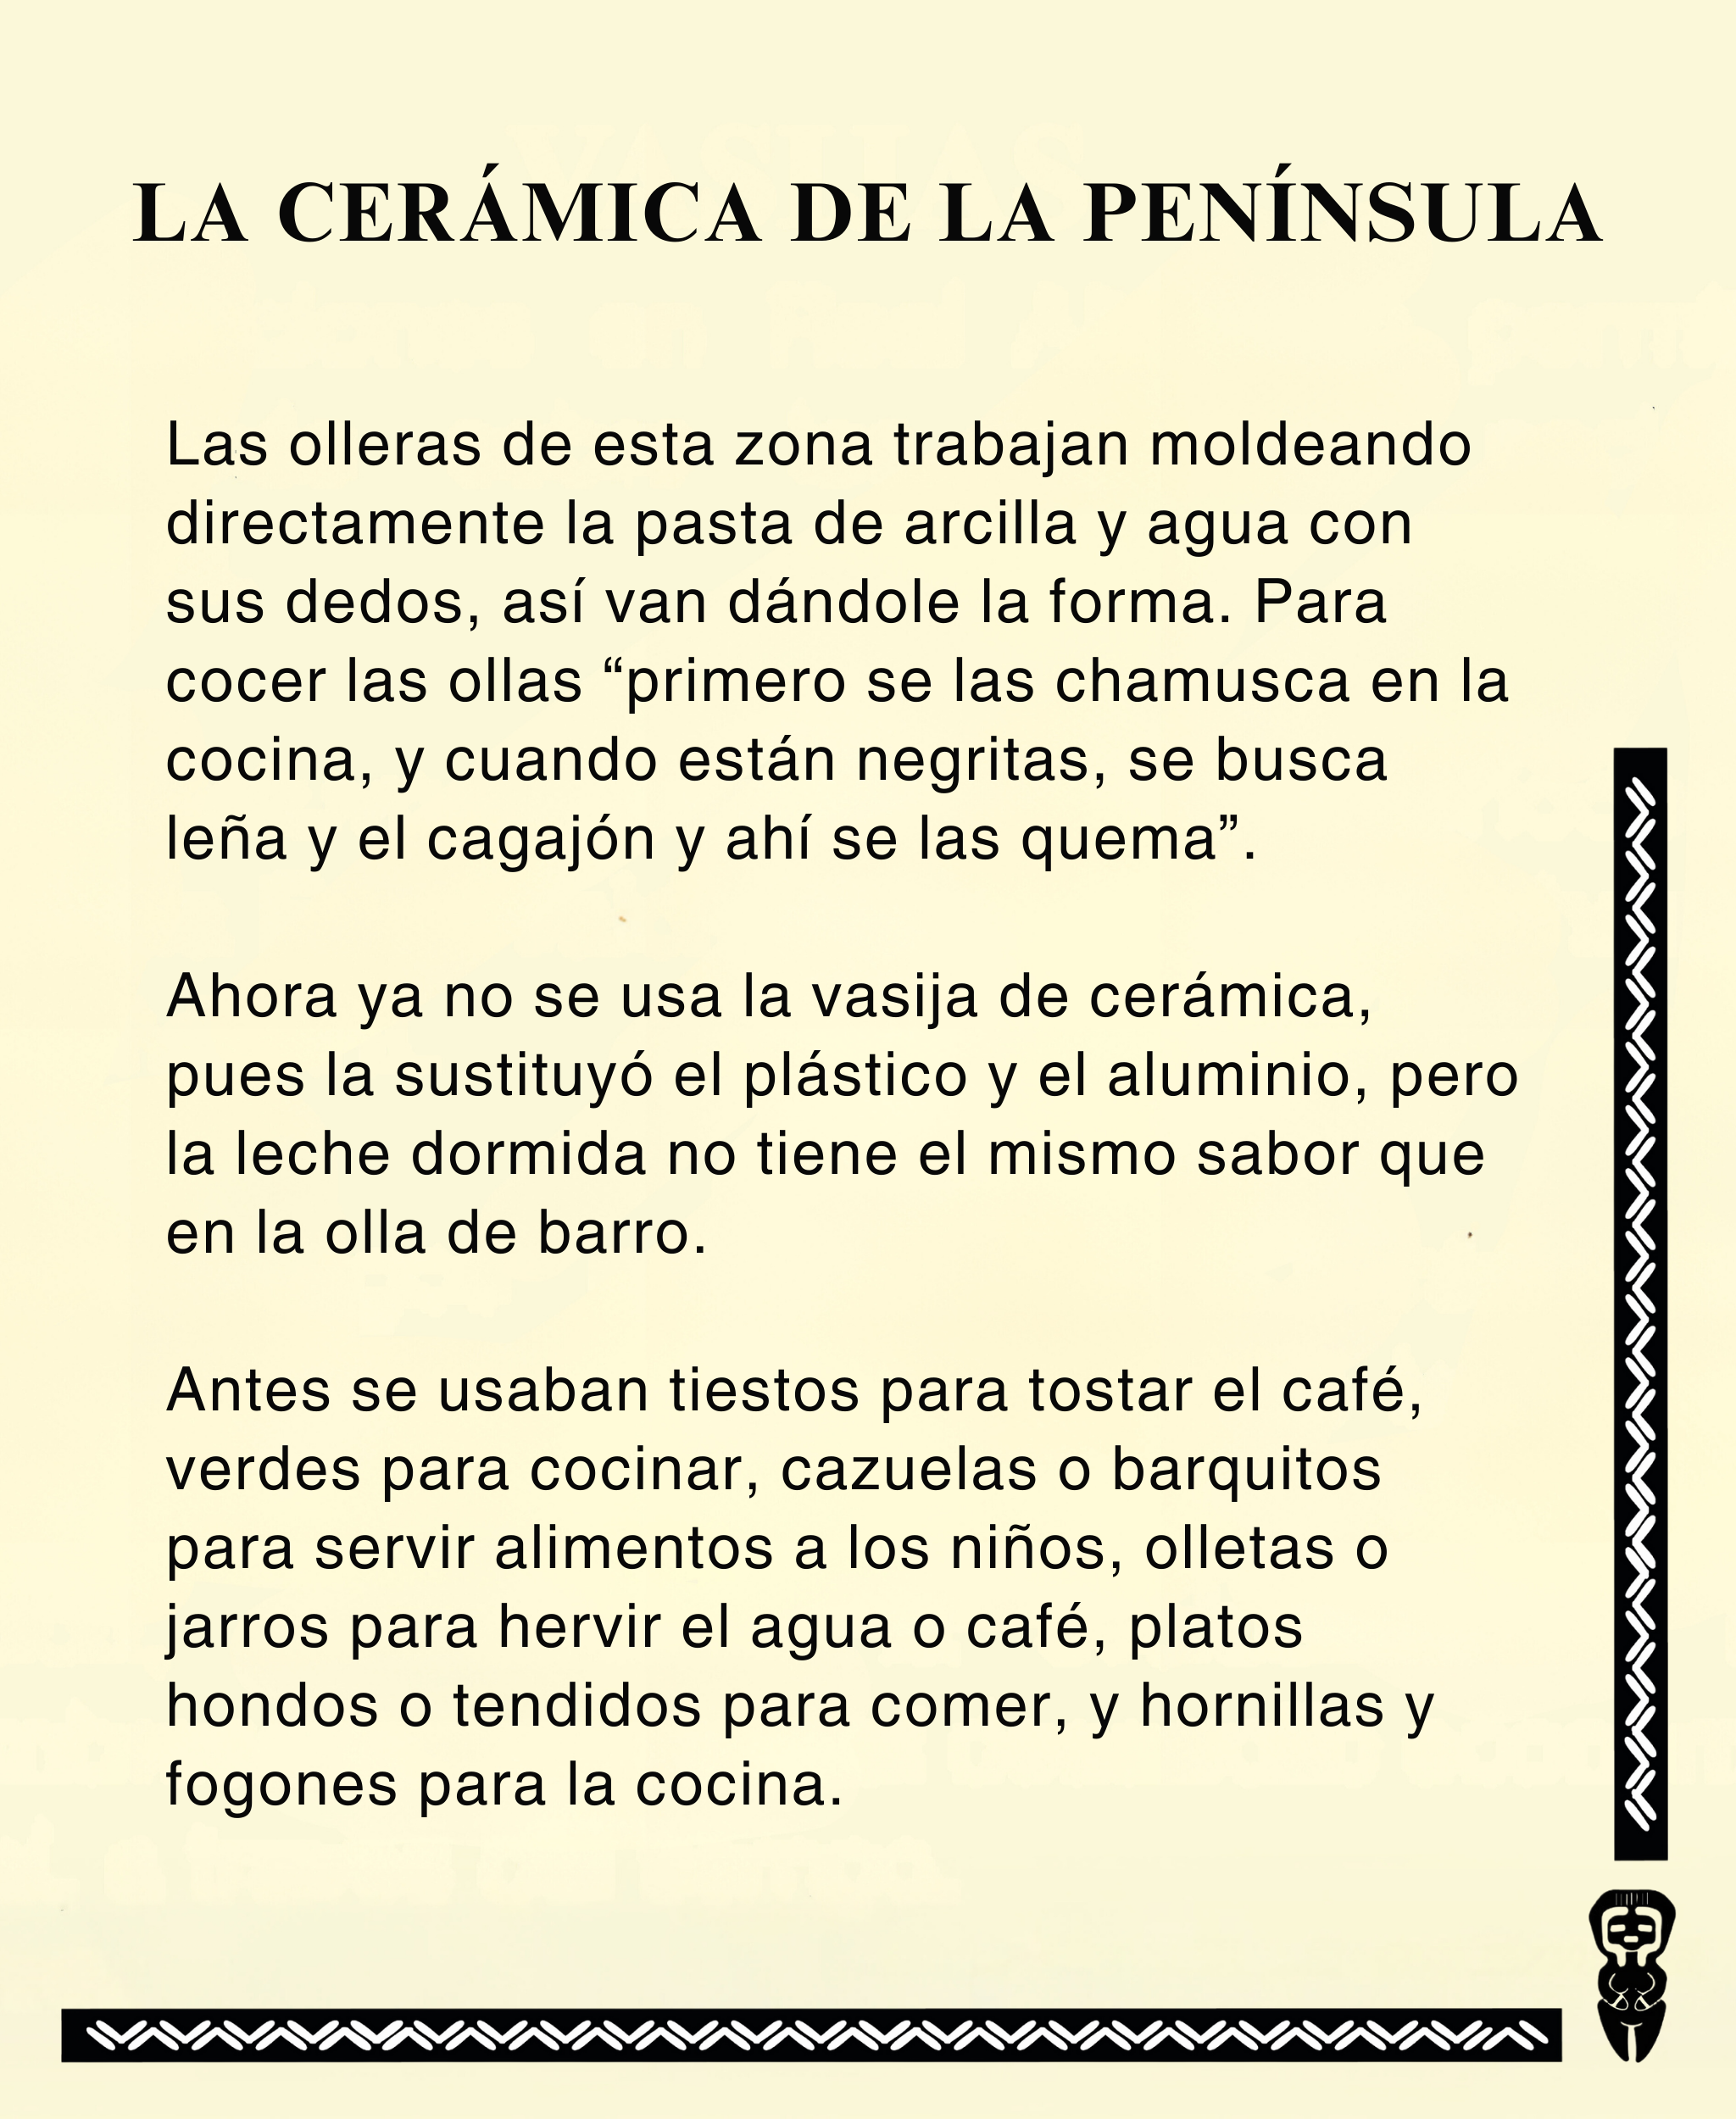 LA CERÁMICA DE LA PENÍNSULA
Las olleras de esta zona trabajan moldeando
directamente la pasta de arcilla y agua con
sus dedos, así van dándole la forma. Para
cocer las ollas “primero se las chamusca en la
cocina, y cuando están negritas, se busca
leña y el cagajón y ahí se las quema”.
Ahora ya no se usa la vasija de cerámica,
pues la sustituyó el plástico y el aluminio, pero
la leche dormida no tiene el mismo sabor que
en la olla de barro.
Antes se usaban tiestos para tostar el café,
verdes para cocinar, cazuelas o barquitos
para servir alimentos a los niños, olletas o
jarros para hervir el agua o café, platos
hondos o tendidos para comer, y hornillas y
fogones para la cocina.